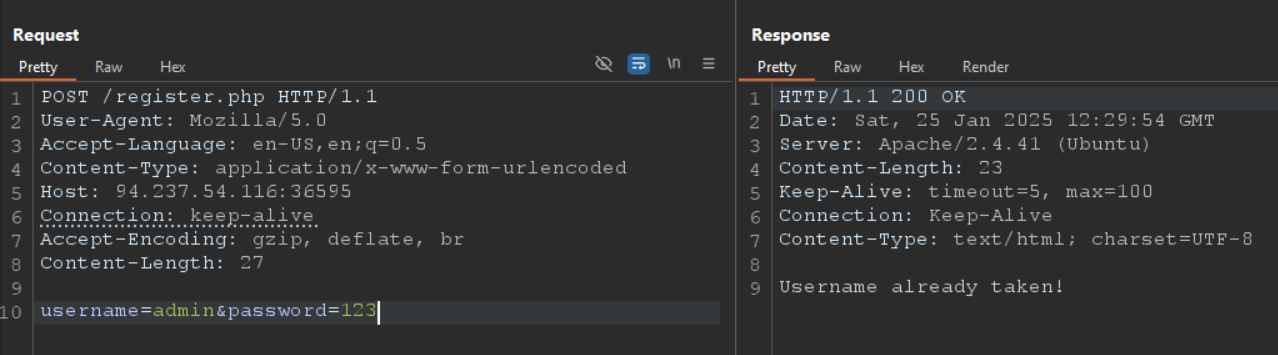 Request
Pretty Raw Hex \n
1 POST /register.php HTTP/1.1
2 User-Agent: Mozilla/5.0
3 Accept-Language: en-US,en;q=0.5
4 Content-Type: application/x-www-form-urlencoded
5 Host: 94.237.54.116:36595
6 Connection: keep-alive
7 Accept-Encoding: gzip, deflate, br
8 Content-Length: 27
9
10 username=admin&password=123
Response
Pretty Raw Hex Render
1 HTTP/1.1 200 OK
2 Date: Sat, 25 Jan 2025 12:29:54 GMT
3 Server: Apache/2.4.41 (Ubuntu)
4 Content-Length: 23
5 Keep-Alive: timeout=5, max=100
6 Connection: Keep-Alive
7 Content-Type: text/html; charset=UTF-8
8
9 Username already taken!